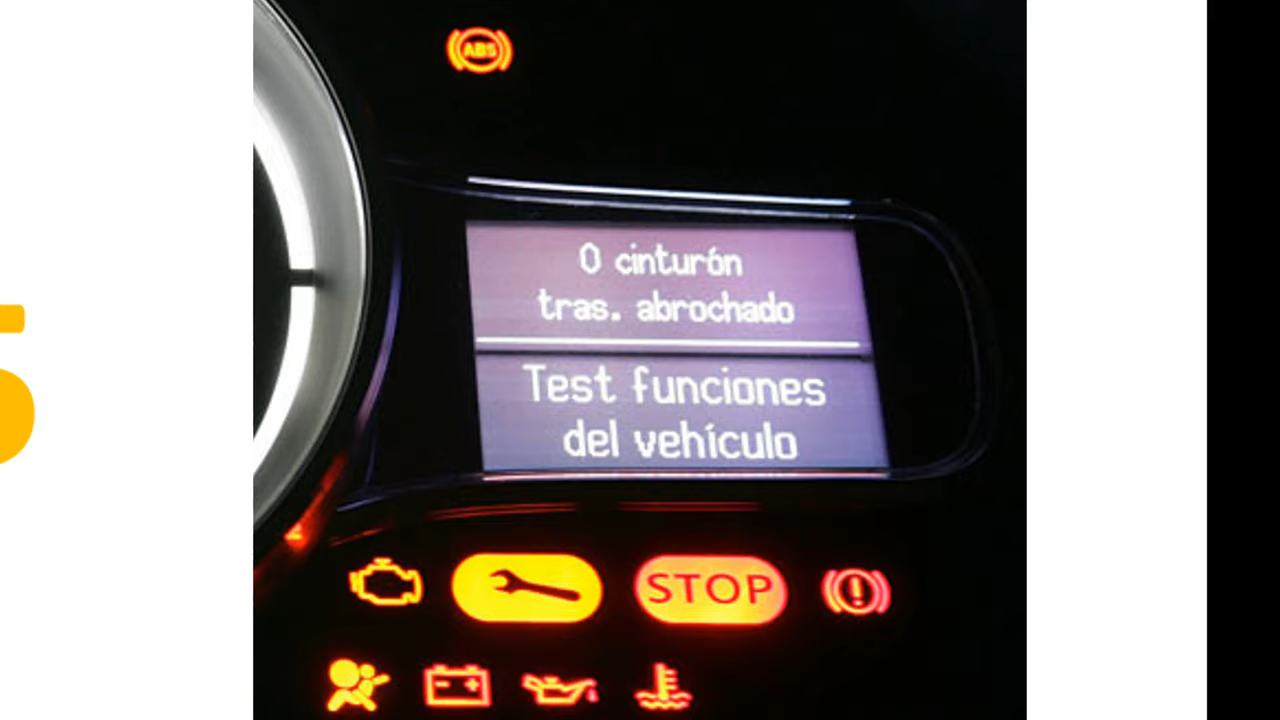 ABS
0 cinturón
tras. abrochado
Test funciones
del vehículo
STOP